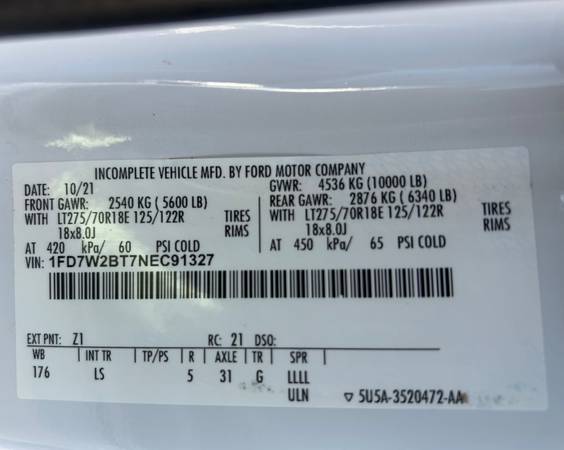 INCOMPLETE VEHICLE MFD. BY FORD MOTOR COMPANY
DATE: 10/21 GVWR: 4536 KG (10000 LB)
FRONT GAWR: 2540 KG ( 5600 LB) REAR GAWR: 2876 KG ( 6340 LB)
WITH LT275/70R18E 125/122R TIRES WITH LT275/70R18E 125/122R TIRES
18x8.0J RIMS 18x8.0J RIMS
AT 420 kPa/ 60 PSI COLD AT 450 kPa/ 65 PSI COLD
VIN: 1FD7W2BT7NEC91327
EXT PNT: Z1 RC: 21 DSO:
WB INT TR TP/PS R AXLE TR SPR
176 LS 5 31 G LLLL
ULN ▽ 5U5A-3520472-AA